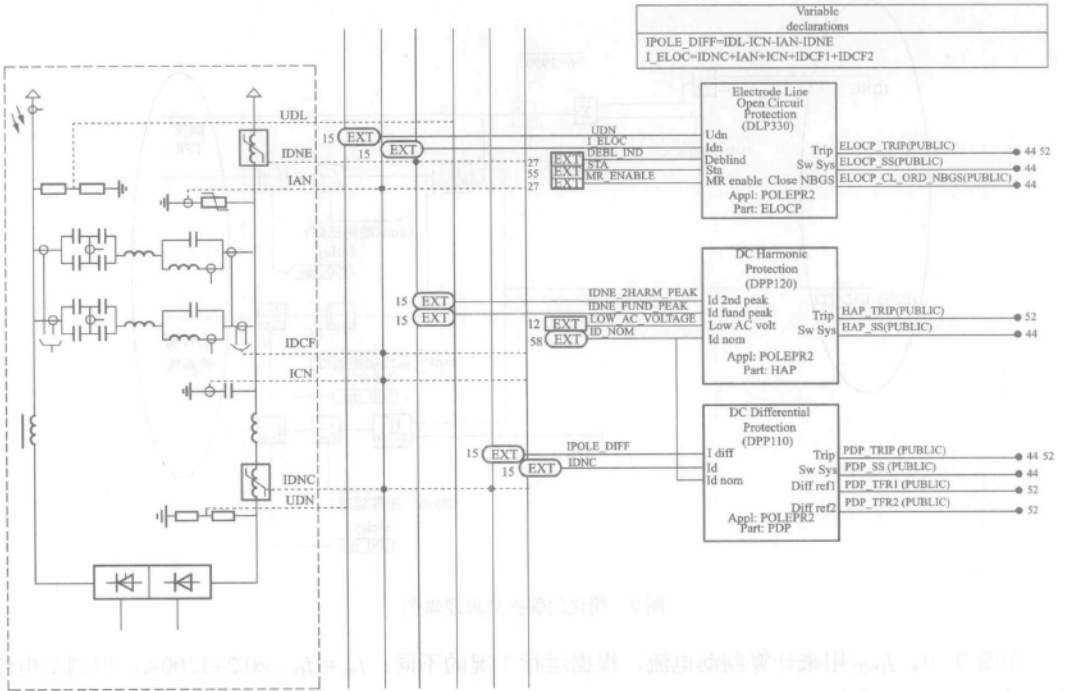 Variable
declarations
IPOLE_DIFF=IDL-ICN-IAN-IDNE
I_ELOC=IDNC+IAN+ICN+IDCF1+IDCF2
UDL
IDNE
IAN
IDCF
ICN
IDNC
UDN
15 EXT UDN
15 EXT I_ELOC
27 EXT DEBL_IND
55 EXT STA
27 EXT MR_ENABLE
Electrode Line
Open Circuit
Protection
(DLP330)
Udn
Idn
Deblind
Stn
MR enable
Trip
Sw Sys
Close NBGS
Appl: POLEPR2
Part: ELOCP
ELOCP_TRIP(PUBLIC) 44 52
ELOCP_SS(PUBLIC) 44
ELOCP_CL_ORD_NBGS(PUBLIC) 44
15 EXT IDNE_2HARM_PEAK
15 EXT IDNE_FUND_PEAK
12 EXT LOW_AC_VOLTAGE
58 EXT ID_NOM
DC Harmonic
Protection
(DPP120)
Id 2nd peak
Id fund peak
Low AC volt
Id nom
Trip
Sw Sys
Appl: POLEPR2
Part: HAP
HAP_TRIP(PUBLIC) 52
HAP_SS(PUBLIC) 44
15 EXT IPOLE_DIFF
15 EXT IDNC
DC Differential
Protection
(DPP110)
I diff
Id
Id nom
Trip
Sw Sys
Diff ref1
Diff ref2
Appl: POLEPR2
Part: PDP
PDP_TRIP (PUBLIC) 44 52
PDP_SS (PUBLIC) 44
PDP_TFR1 (PUBLIC) 52
PDP_TFR2 (PUBLIC) 52